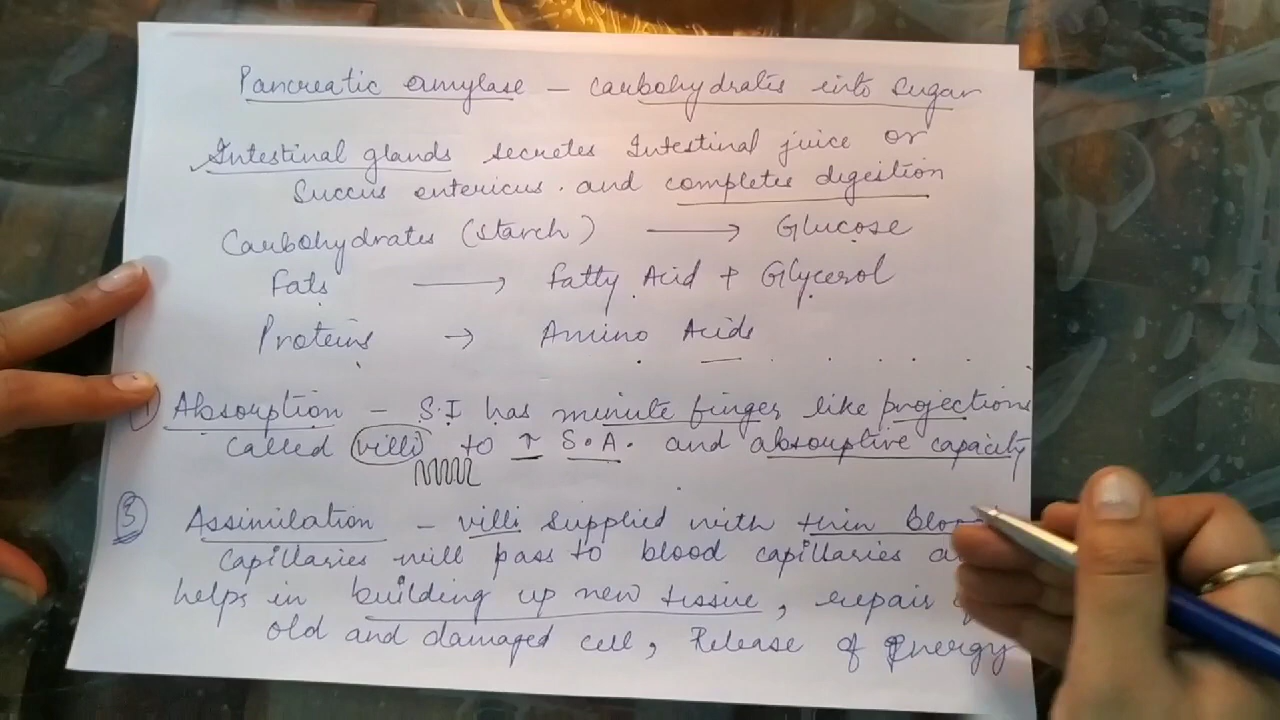 Pancreatic amylase - carbohydrates into sugar
Intestinal glands secretes Intestinal juice or
Succus entericus. and completes digestion
Carbohydrates (starch) → Glucose
Fats → Fatty Acid + Glycerol
Proteins → Amino Acids
① Absorption - S.I has minute finger like projections
called villi to ↑ S.A. and absorptive capacity
③ Assimilation - villi supplied with thin
capillaries will pass to blood capillaries
helps in building up new tissue, repair
old and damaged cell, Release of Energy